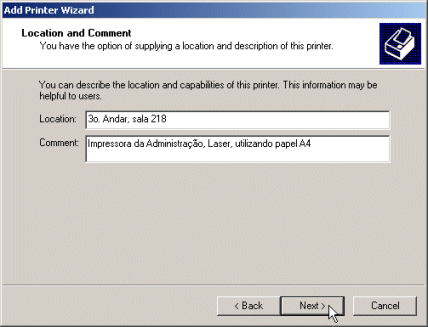 Add Printer Wizard
Location and Comment
You have the option of supplying a location and description of this printer.
You can describe the location and capabilities of this printer. This information may be
helpful to users.
Location: 3o. Andar, sala 218
Comment: Impressora da Administração, Laser, utilizando papel A4
< Back Next > Cancel